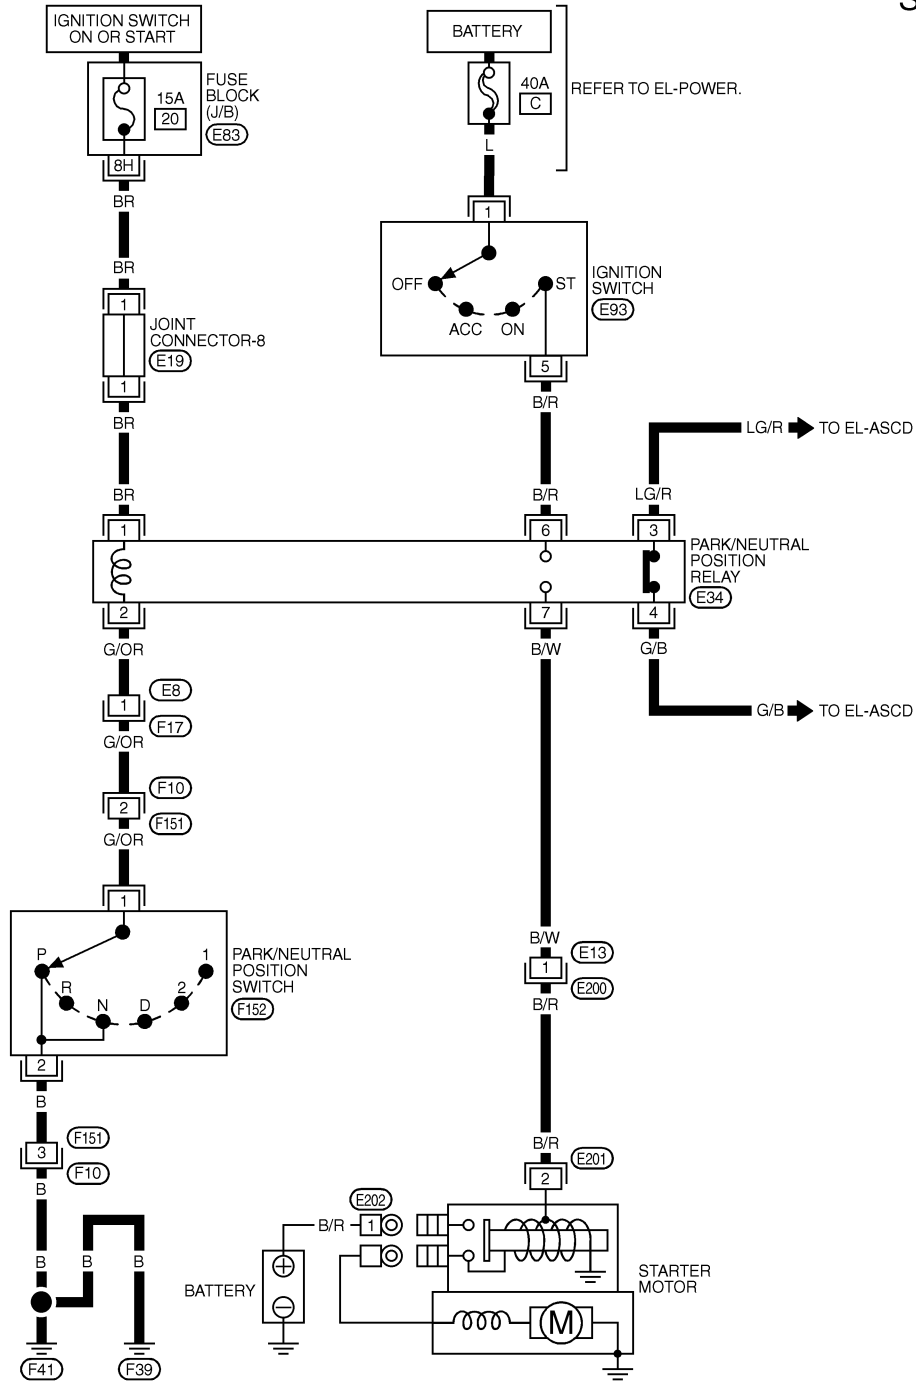 S
IGNITION SWITCH
ON OR START
BATTERY
FUSE
BLOCK
(J/B)
E83
15A
20
8H
40A
C
REFER TO EL-POWER.
L
BR
BR
1
JOINT
CONNECTOR-8
E19
1
BR
BR
1
OFF
ACC
ON
ST
IGNITION
SWITCH
E93
5
B/R
B/R
LG/R
TO EL-ASCD
LG/R
1
6
3
PARK/NEUTRAL
POSITION
RELAY
E34
2
7
4
G/OR
B/W
G/B
G/B
TO EL-ASCD
E8
1
F17
G/OR
F10
2
F151
G/OR
1
P
R
N
D
2
1
PARK/NEUTRAL
POSITION
SWITCH
F152
2
B
F151
3
F10
B
B
B
B
F41
F39
B/W
E13
1
E200
B/R
B/R
E201
2
E202
B/R
1
BATTERY
M
STARTER
MOTOR